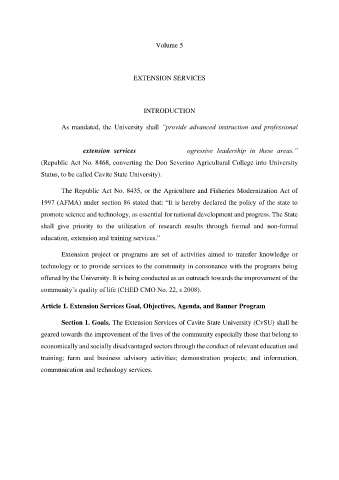 Volume 5
EXTENSION SERVICES
INTRODUCTION
As mandated, the University shall "provide advanced instruction and professional
extension services ogressive leadership in these areas."
(Republic Act No. 8468, converting the Don Severino Agricultural College into University
Status, to be called Cavite State University).
The Republic Act No. 8435, or the Agriculture and Fisheries Modernization Act of
1997 (AFMA) under section 86 stated that: "It is hereby declared the policy of the state to
promote science and technology, as essential for national development and progress. The State
shall give priority to the utilization of research results through formal and non-formal
education, extension and training services."
Extension project or programs are set of activities aimed to transfer knowledge or
technology or to provide services to the community in consonance with the programs being
offered by the University. It is being conducted as an outreach towards the improvement of the
community's quality of life (CHED CMO No. 22, s 2008).
Article 1. Extension Services Goal, Objectives, Agenda, and Banner Program
Section 1. Goals. The Extension Services of Cavite State University (CvSU) shall be
geared towards the improvement of the lives of the community especially those that belong to
economically and socially disadvantaged sectors through the conduct of relevant education and
training; farm and business advisory activities; demonstration projects; and information,
communication and technology services.